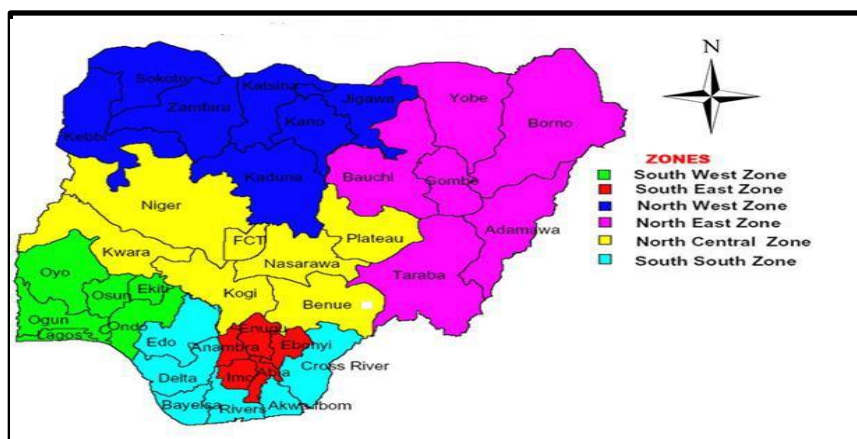 N
Sokoto
Katsina
Jigawa
Yobe
Zamfara
Kano
Borno
Kebbi
Kaduna
Bauchi
Gombe
Niger
Adamawa
FCT
Plateau
Kwara
Nasarawa
Taraba
Oyo
Osun
Ekiti
Kogi
Benue
Ogun
Ondo
Lagos
Edo
Enugu
Anambra
Ebonyi
Cross River
Delta
Imo
Abia
Bayelsa
Rivers
Akwa Ibom
ZONES
South West Zone
South East Zone
North West Zone
North East Zone
North Central Zone
South South Zone